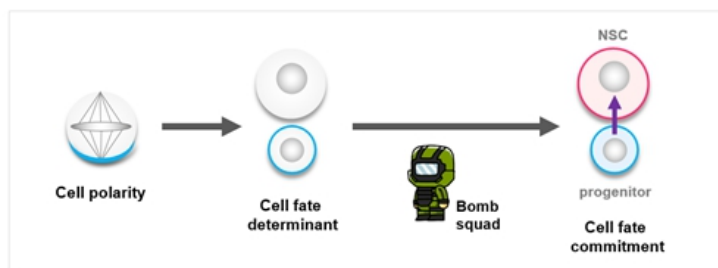 Cell polarity
Cell fate
determinant
Bomb
squad
NSC
progenitor
Cell fate
commitment